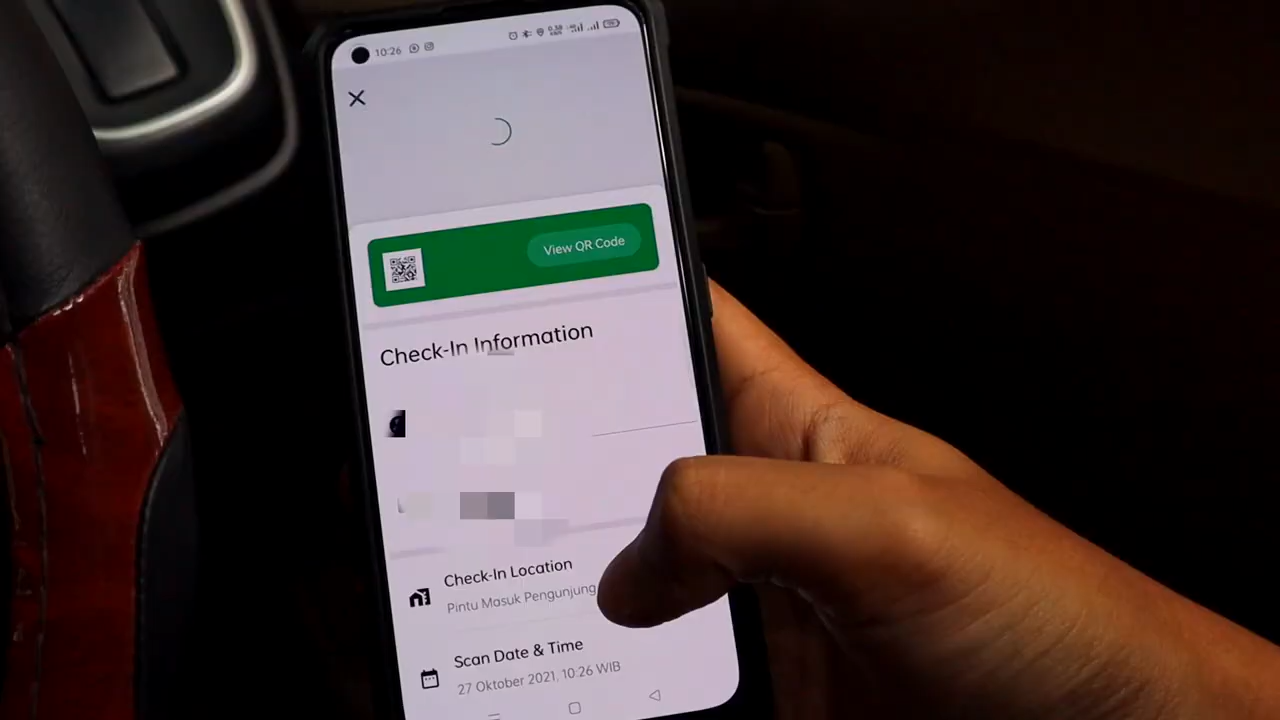 10:26
View QR Code
Check-In Information
Check-In Location
Pintu Masuk Pengunjung
Scan Date & Time
27 Oktober 2021, 10:26 WIB